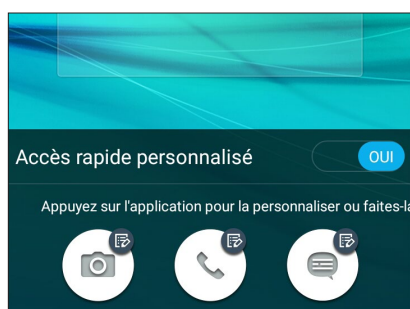 Accès rapide personnalisé OUI
Appuyez sur l'application pour la personnaliser ou faites-la